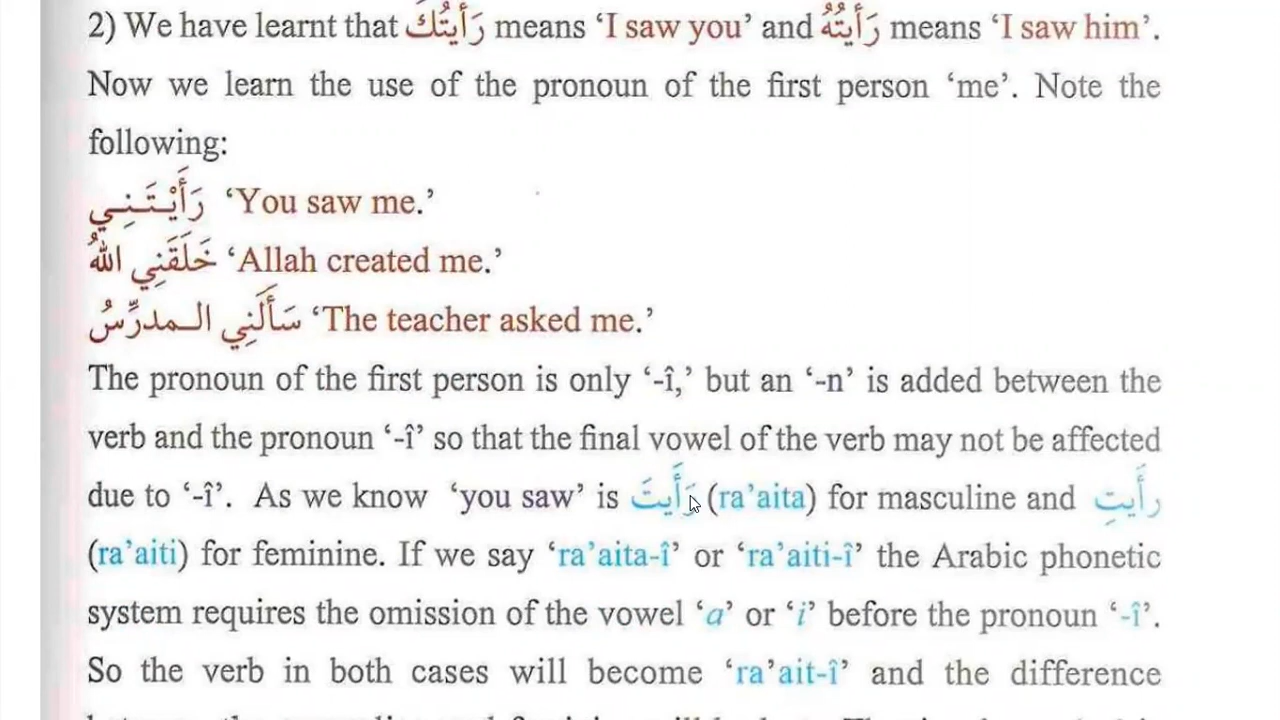 2) We have learnt that رَأَيْتُكَ means ‘I saw you’ and رَأَيْتُهُ means ‘I saw him’.
Now we learn the use of the pronoun of the first person ‘me’. Note the
following:
رَأَيْتَنِي ‘You saw me.’
خَلَقَنِي اللهُ ‘Allah created me.’
سَأَلَنِي المدرِّسُ ‘The teacher asked me.’
The pronoun of the first person is only ‘-î,’ but an ‘-n’ is added between the
verb and the pronoun ‘-î’ so that the final vowel of the verb may not be affected
due to ‘-î’. As we know ‘you saw’ is رَأَيتَ (ra’aita) for masculine and رأَيتِ
(ra’aiti) for feminine. If we say ‘ra’aita-î’ or ‘ra’aiti-î’ the Arabic phonetic
system requires the omission of the vowel ‘a’ or ‘i’ before the pronoun ‘-î’.
So the verb in both cases will become ‘ra’ait-î’ and the difference